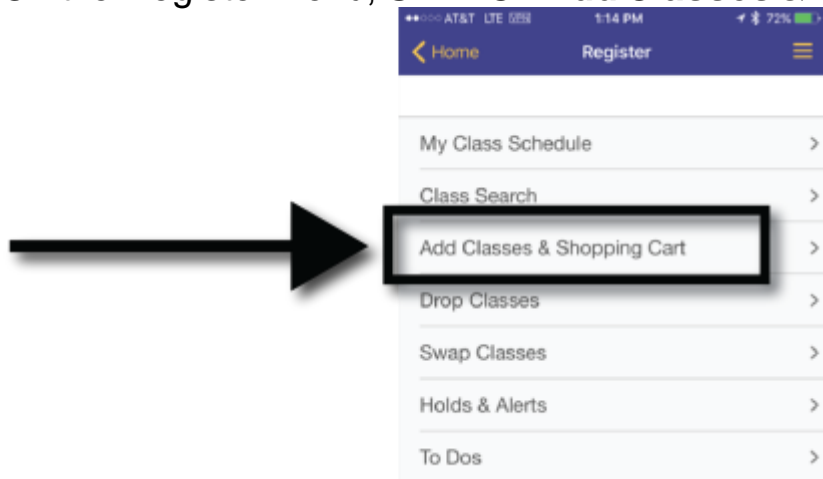 AT&T LTE VPN 1:14 PM 72%
Home Register
My Class Schedule
Class Search
Add Classes & Shopping Cart
Drop Classes
Swap Classes
Holds & Alerts
To Dos